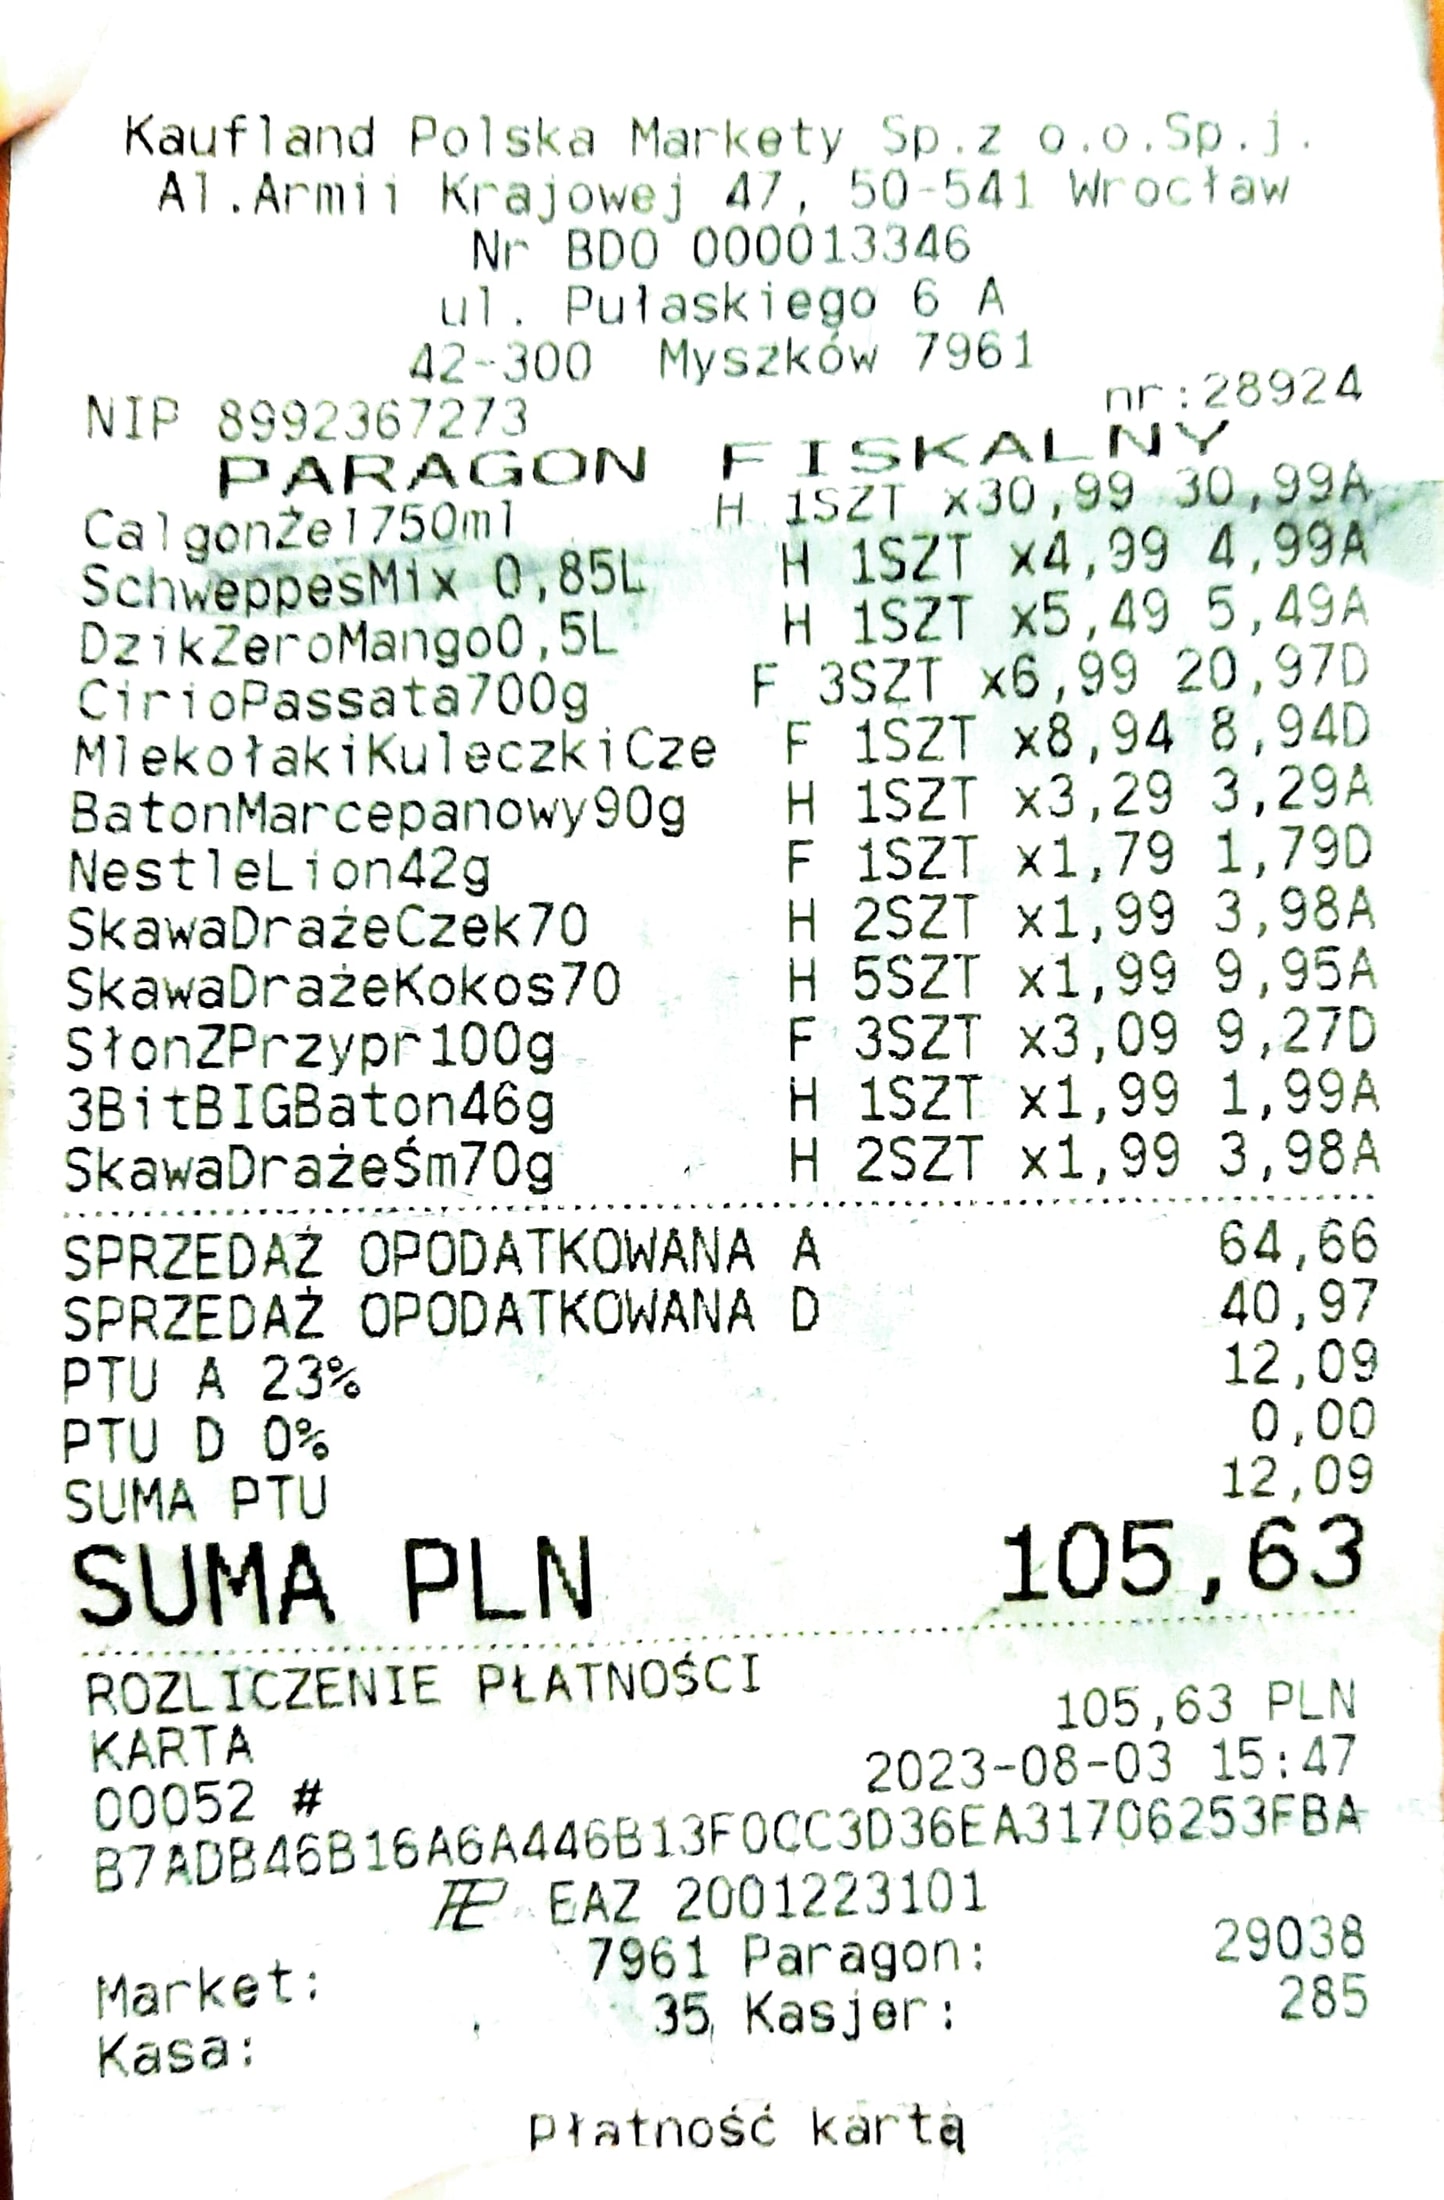 Kaufland Polska Markety Sp.z o.o.Sp.j.
Al.Armii Krajowej 47, 50-541 Wrocław
Nr BDO 000013346
ul. Pułaskiego 6 A
42-300 Myszków 7961
NIP 8992367273 nr:28924
PARAGON FISKALNY
CalgonŻel750ml H 1SZT x30,99 30,99A
SchweppesMix 0,85L H 1SZT x4,99 4,99A
DzikZeroMango0,5L H 1SZT x5,49 5,49A
CirioPassata700g F 3SZT x6,99 20,97D
MlekołakiKuleczkiCze F 1SZT x8,94 8,94D
BatonMarcepanowy90g H 1SZT x3,29 3,29A
NestleLion42g F 1SZT x1,79 1,79D
SkawaDrażeCzek70 H 2SZT x1,99 3,98A
SkawaDrażeKokos70 H 5SZT x1,99 9,95A
SłonZPrzypr100g F 3SZT x3,09 9,27D
3BitBIGBaton46g H 1SZT x1,99 1,99A
SkawaDrażeŚm70g H 2SZT x1,99 3,98A
SPRZEDAŻ OPODATKOWANA A 64,66
SPRZEDAŻ OPODATKOWANA D 40,97
PTU A 23% 12,09
PTU D 0% 0,00
SUMA PTU 12,09
SUMA PLN 105,63
ROZLICZENIE PŁATNOŚCI
KARTA 105,63 PLN
00052 # 2023-08-03 15:47
B7ADB46B16A6A446B13F0CC3D36EA31706253FBA
EAZ 2001223101
Market: 7961 Paragon: 29038
Kasa: 35 Kasjer: 285
Płatność kartą